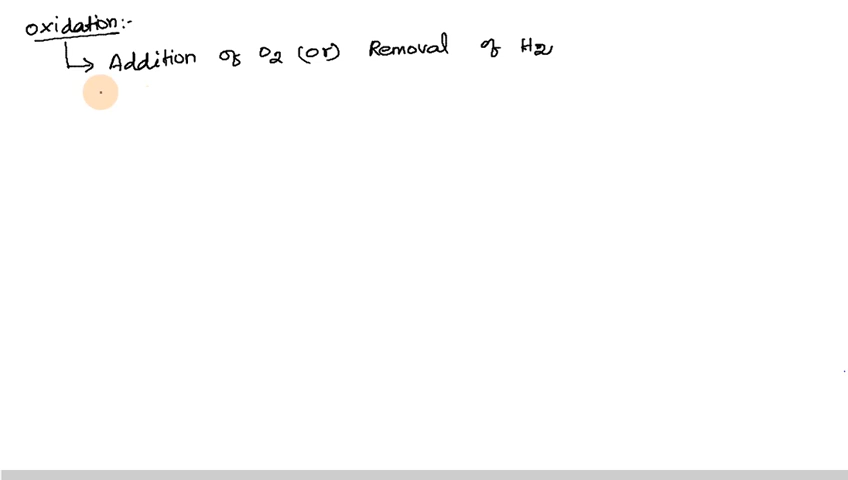 Oxidation:-
↳ Addition of O2 (or) Removal of H2